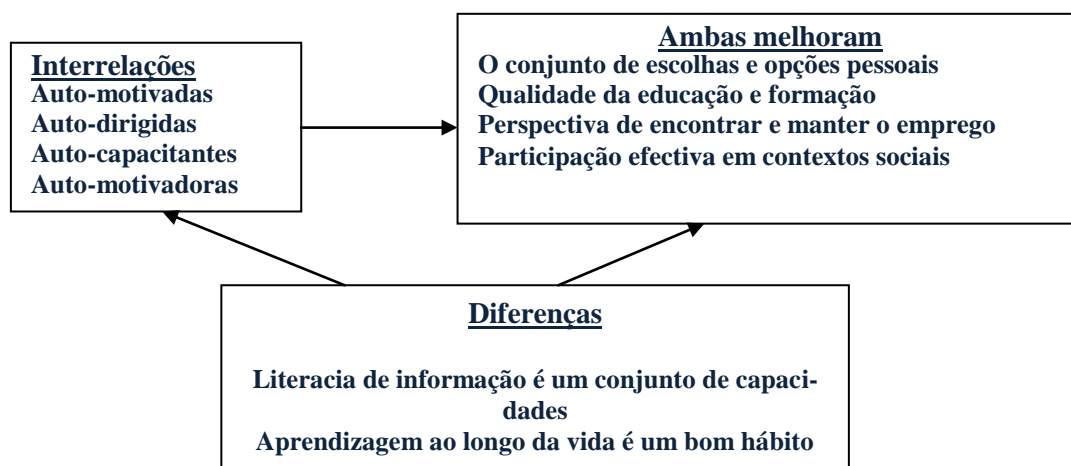 Interrelações
Auto-motivadas
Auto-dirigidas
Auto-capacitantes
Auto-motivadoras
Ambas melhoram
O conjunto de escolhas e opções pessoais
Qualidade da educação e formação
Perspectiva de encontrar e manter o emprego
Participação efectiva em contextos sociais
Diferenças
Literacia de informação é um conjunto de capaci-
dades
Aprendizagem ao longo da vida é um bom hábito